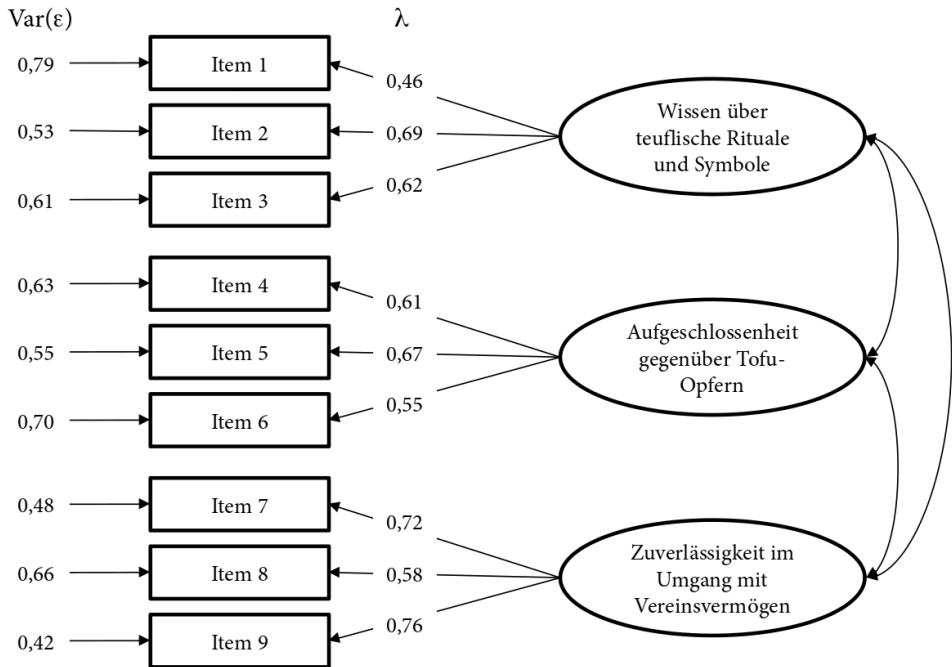 Var(ε)
λ
0,79
Item 1
0,46
0,53
Item 2
0,69
0,61
Item 3
0,62
Wissen über
teuflische Rituale
und Symbole
0,63
Item 4
0,61
0,55
Item 5
0,67
0,70
Item 6
0,55
Aufgeschlossenheit
gegenüber Tofu-
Opfern
0,48
Item 7
0,72
0,66
Item 8
0,58
0,42
Item 9
0,76
Zuverlässigkeit im
Umgang mit
Vereinsvermögen